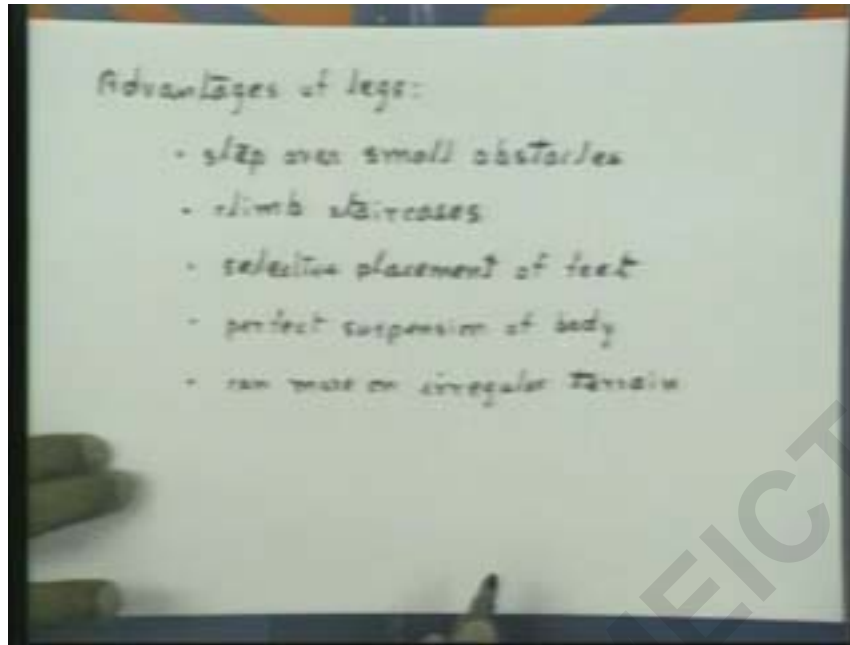 Advantages of legs:
· step over small obstacles
· climb staircases
· selective placement of feet
· perfect suspension of body
· can move on irregular terrain
MEICT